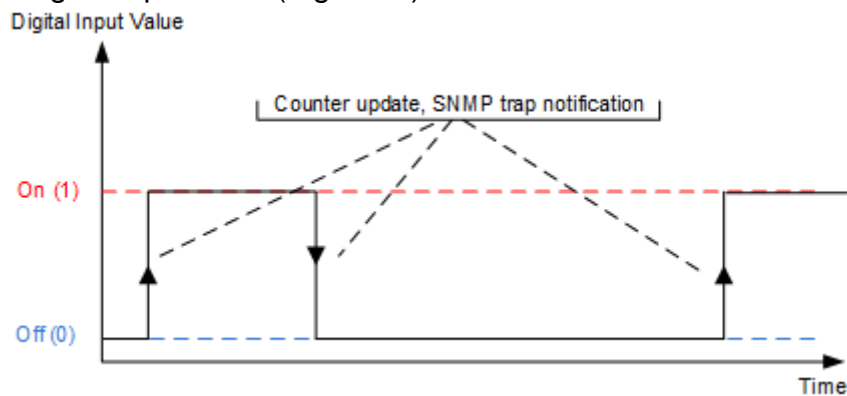 Digital Input Value
Counter update, SNMP trap notification
On (1)
Off (0)
Time